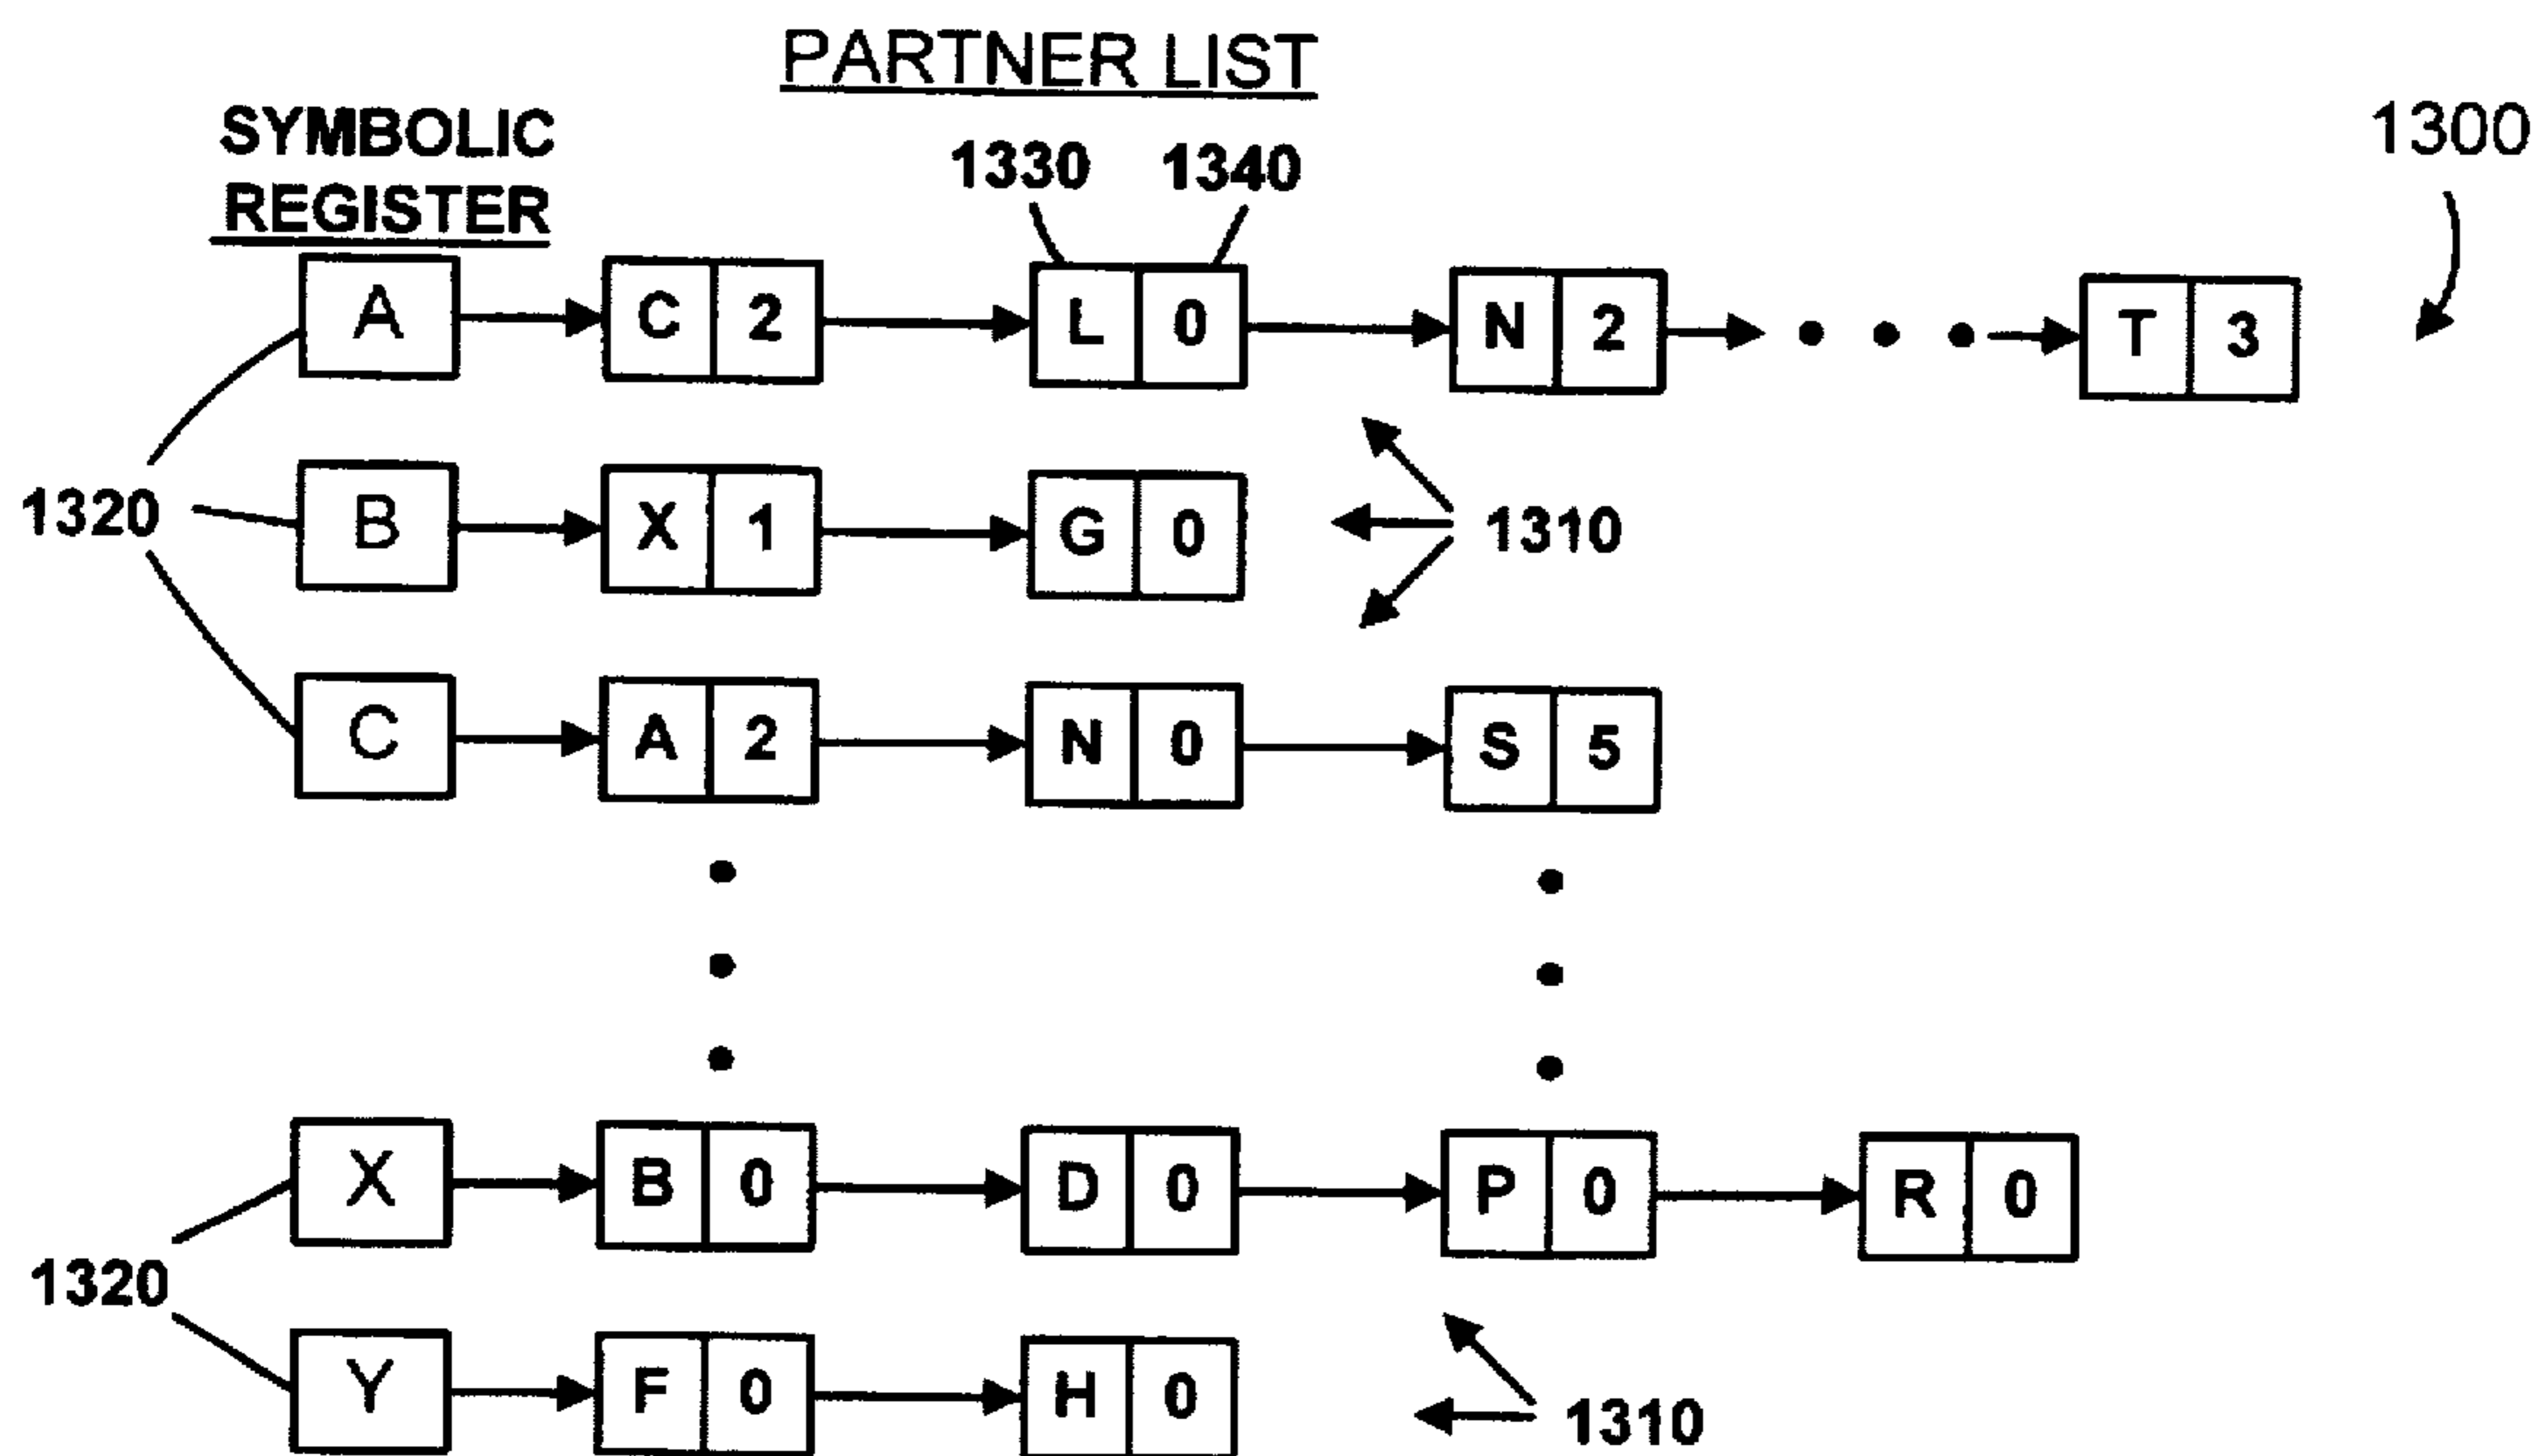 PARTNER LIST
SYMBOLIC
REGISTER
1330 1340
1300
A C 2 L 0 N 2 T 3
1320
B X 1 G 0
1310
C A 2 N 0 S 5
X B 0 D 0 P 0 R 0
1320
Y F 0 H 0
1310